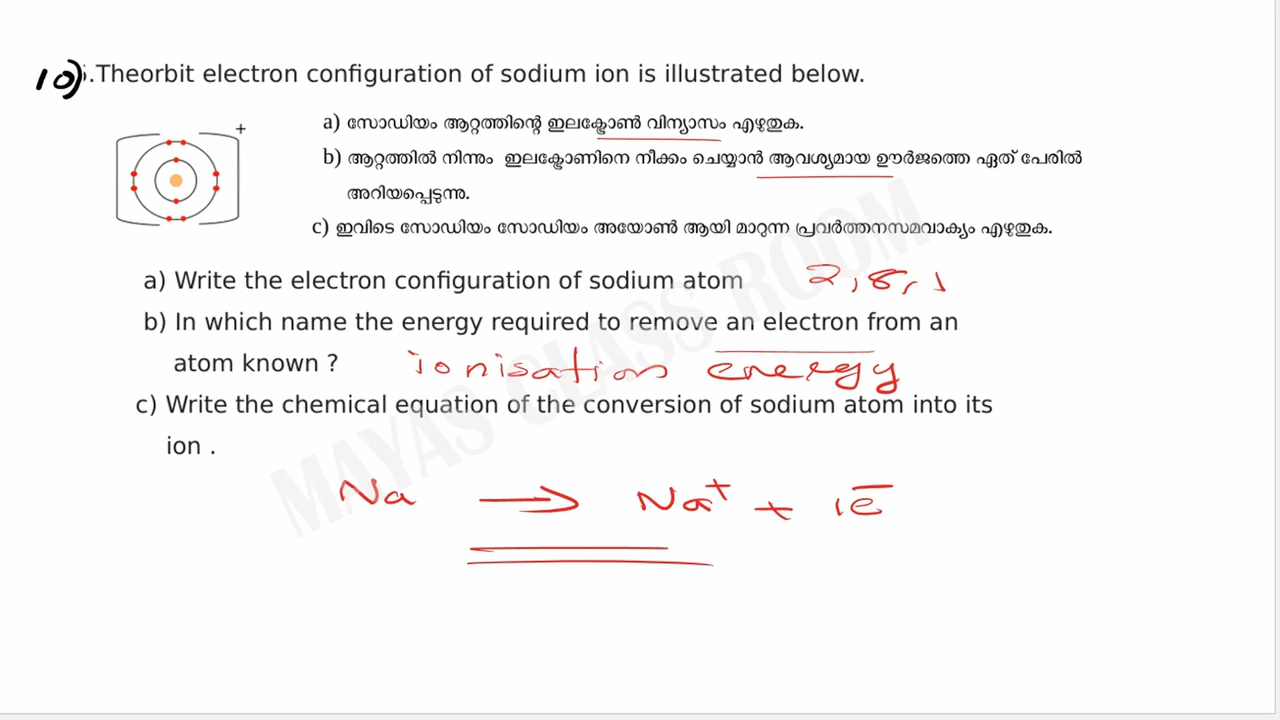 10)
5.Theorbit electron configuration of sodium ion is illustrated below.
+
a) സോഡിയം ആറ്റത്തിന്റെ ഇലക്ട്രോൺ വിന്യാസം എഴുതുക.
b) ആറ്റത്തിൽ നിന്നും ഇലക്ട്രോണിനെ നീക്കം ചെയ്യാൻ ആവശ്യമായ ഊർജത്തെ ഏത് പേരിൽ
അറിയപ്പെടുന്നു.
c) ഇവിടെ സോഡിയം സോഡിയം അയോൺ ആയി മാറുന്ന പ്രവർത്തനസമവാക്യം എഴുതുക.
a) Write the electron configuration of sodium atom 2,8,1
b) In which name the energy required to remove an electron from an
atom known ? ionisation energy
c) Write the chemical equation of the conversion of sodium atom into its
ion .
Na → Na⁺ + 1e⁻
MAYAS CLASS ROOM